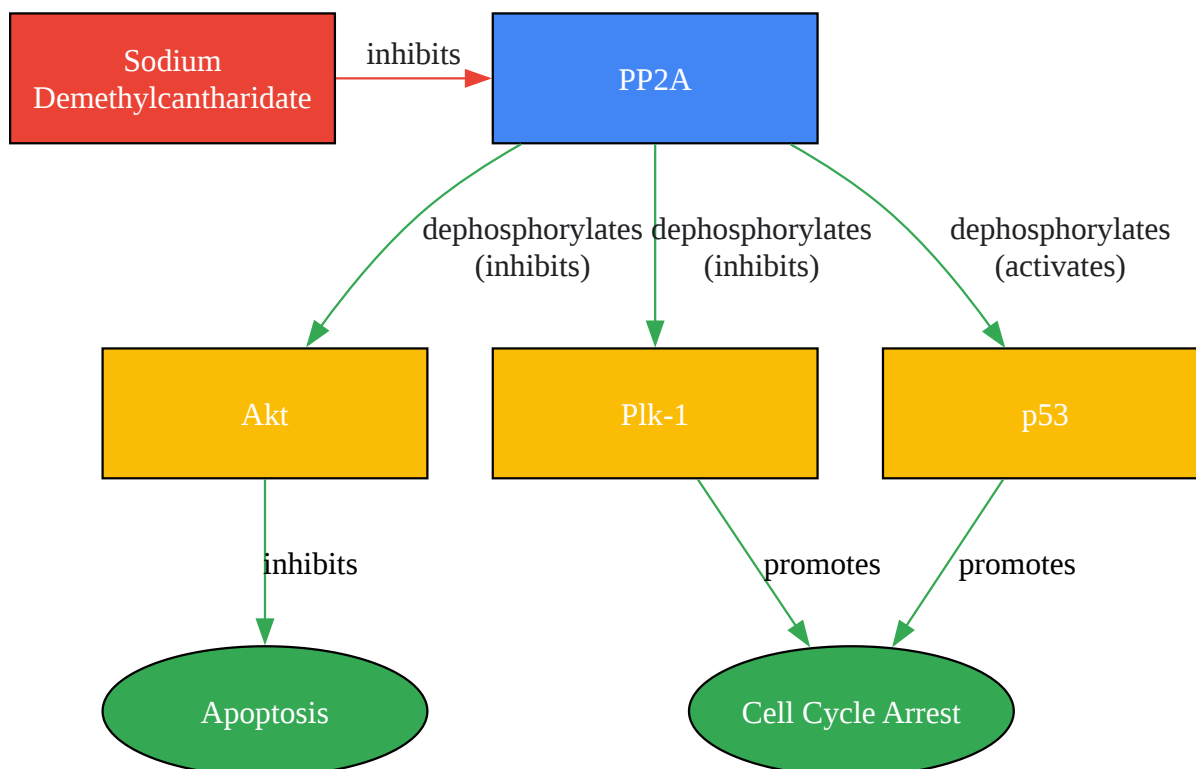 Sodium
Demethylcantharidate
inhibits
PP2A
dephosphorylates
(inhibits)
dephosphorylates
(inhibits)
dephosphorylates
(activates)
Akt
Plk-1
p53
inhibits
promotes
promotes
Apoptosis
Cell Cycle Arrest